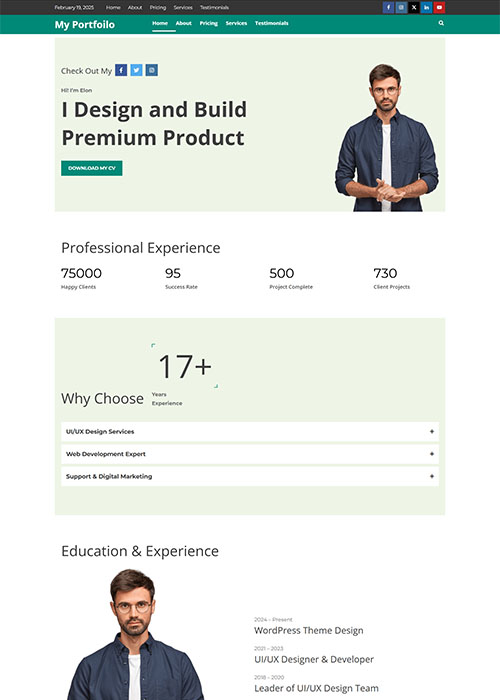 February 19, 2025 Home About Pricing Services Testimonials
My Portfoilo Home About Pricing Services Testimonials
Check Out My
Hi! I'm Elon
I Design and Build
Premium Product
DOWNLOAD MY CV
Professional Experience
75000 95 500 730
Happy Clients Success Rate Project Complete Client Projects
17+
Why Choose Years
Experience
UI/UX Design Services +
Web Development Expert +
Support & Digital Marketing +
Education & Experience
2024 - Present
WordPress Theme Design
2021 - 2023
UI/UX Designer & Developer
2018 - 2020
Leader of UI/UX Design Team